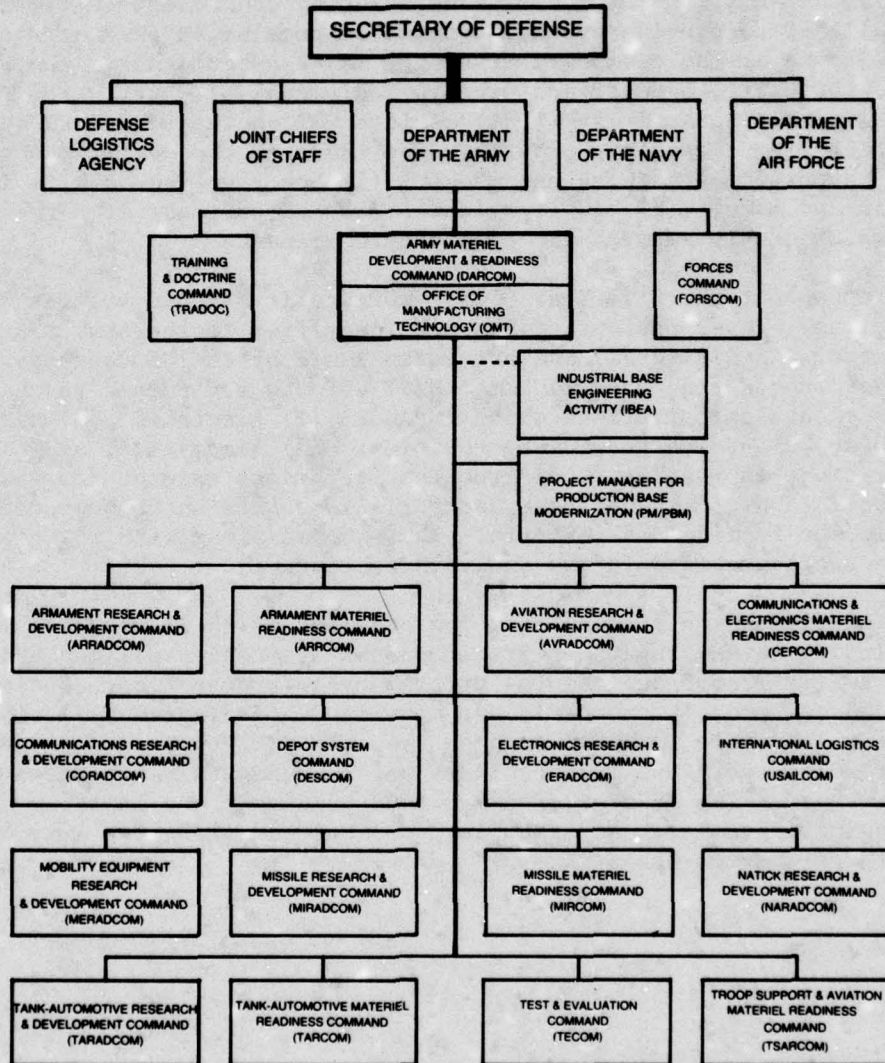 SECRETARY OF DEFENSE
DEFENSE
LOGISTICS
AGENCY
JOINT CHIEFS
OF STAFF
DEPARTMENT
OF THE ARMY
DEPARTMENT
OF THE NAVY
DEPARTMENT
OF THE
AIR FORCE
TRAINING
& DOCTRINE
COMMAND
(TRADOC)
ARMY MATERIEL
DEVELOPMENT & READINESS
COMMAND (DARCOM)
OFFICE OF
MANUFACTURING
TECHNOLOGY (OMT)
FORCES
COMMAND
(FORSCOM)
INDUSTRIAL BASE
ENGINEERING
ACTIVITY (IBEA)
PROJECT MANAGER FOR
PRODUCTION BASE
MODERNIZATION (PM/PBM)
ARMAMENT RESEARCH &
DEVELOPMENT COMMAND
(ARRADCOM)
ARMAMENT MATERIEL
READINESS COMMAND
(ARRCOM)
AVIATION RESEARCH &
DEVELOPMENT COMMAND
(AVRADCOM)
COMMUNICATIONS &
ELECTRONICS MATERIEL
READINESS COMMAND
(CERCOM)
COMMUNICATIONS RESEARCH
& DEVELOPMENT COMMAND
(CORADCOM)
DEPOT SYSTEM
COMMAND
(DESCOM)
ELECTRONICS RESEARCH &
DEVELOPMENT COMMAND
(ERADCOM)
INTERNATIONAL LOGISTICS
COMMAND
(USAILCOM)
MOBILITY EQUIPMENT
RESEARCH
& DEVELOPMENT COMMAND
(MERADCOM)
MISSILE RESEARCH &
DEVELOPMENT COMMAND
(MIRADCOM)
MISSILE MATERIEL
READINESS COMMAND
(MIRCOM)
NATICK RESEARCH &
DEVELOPMENT COMMAND
(NARADCOM)
TANK-AUTOMOTIVE RESEARCH
& DEVELOPMENT COMMAND
(TARADCOM)
TANK-AUTOMOTIVE MATERIEL
READINESS COMMAND
(TARCOM)
TEST & EVALUATION
COMMAND
(TECOM)
TROOP SUPPORT & AVIATION
MATERIEL READINESS
COMMAND
(TSARCOM)